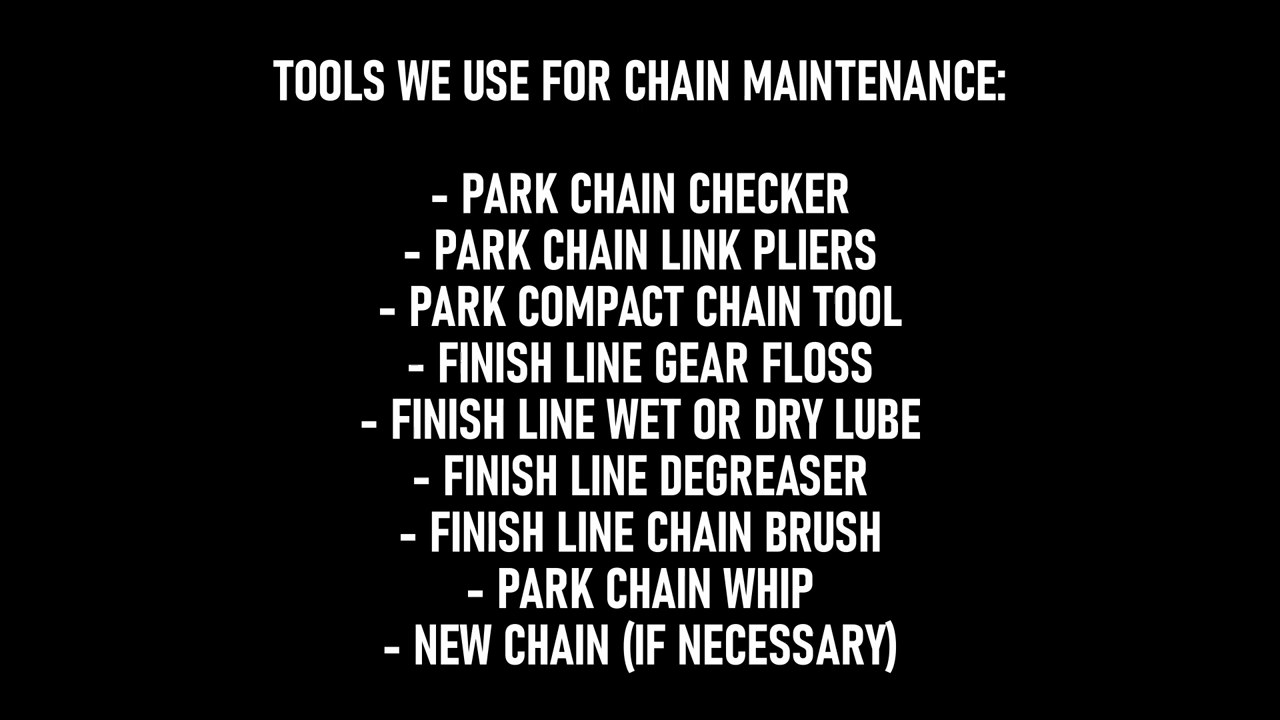 TOOLS WE USE FOR CHAIN MAINTENANCE:
- PARK CHAIN CHECKER
- PARK CHAIN LINK PLIERS
- PARK COMPACT CHAIN TOOL
- FINISH LINE GEAR FLOSS
- FINISH LINE WET OR DRY LUBE
- FINISH LINE DEGREASER
- FINISH LINE CHAIN BRUSH
- PARK CHAIN WHIP
- NEW CHAIN (IF NECESSARY)